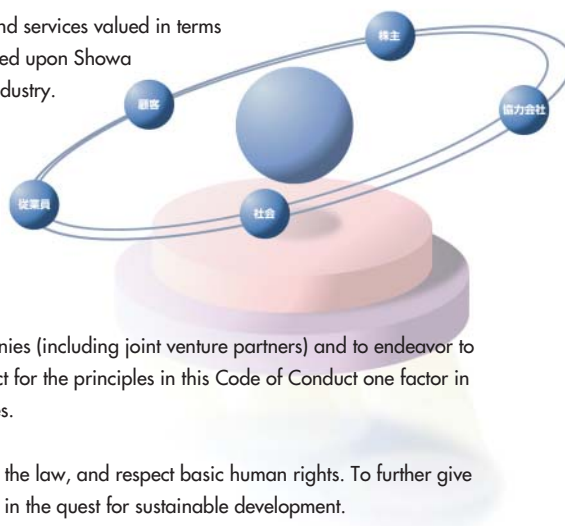 nd services valued in terms
ed upon Showa
dustry.
株主
顧客
協力会社
従業員
社会
nies (including joint venture partners) and to endeavor to
ct for the principles in this Code of Conduct one factor in
es.
the law, and respect basic human rights. To further give
in the quest for sustainable development.